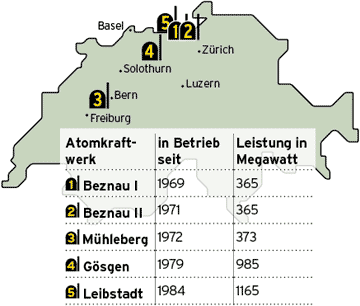 Basel
5
1
2
Zürich
4
Solothurn
Luzern
3
Bern
Freiburg
Atomkraft-
werk
in Betrieb
seit
Leistung in
Megawatt
1 Beznau I 1969 365
2 Beznau II 1971 365
3 Mühleberg 1972 373
4 Gösgen 1979 985
5 Leibstadt 1984 1165